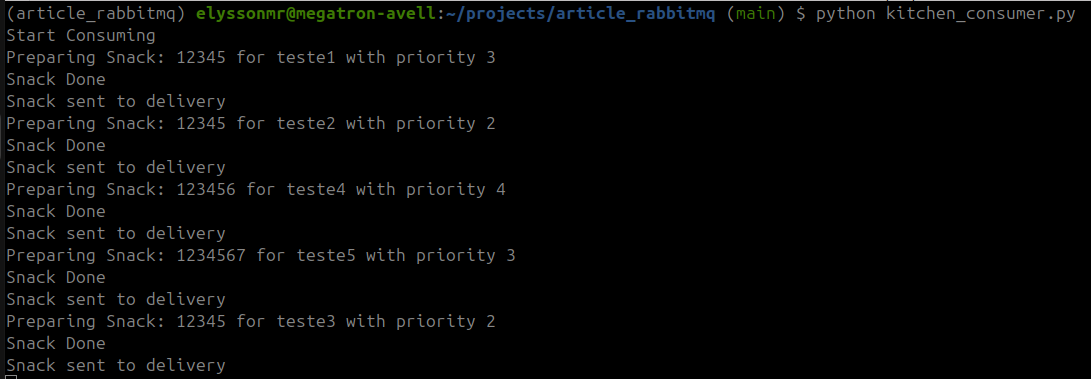 (article_rabbitmq) elyssonmr@megatron-avell:~/projects/article_rabbitmq (main) $ python kitchen_consumer.py
Start Consuming
Preparing Snack: 12345 for teste1 with priority 3
Snack Done
Snack sent to delivery
Preparing Snack: 12345 for teste2 with priority 2
Snack Done
Snack sent to delivery
Preparing Snack: 123456 for teste4 with priority 4
Snack Done
Snack sent to delivery
Preparing Snack: 1234567 for teste5 with priority 3
Snack Done
Snack sent to delivery
Preparing Snack: 12345 for teste3 with priority 2
Snack Done
Snack sent to delivery